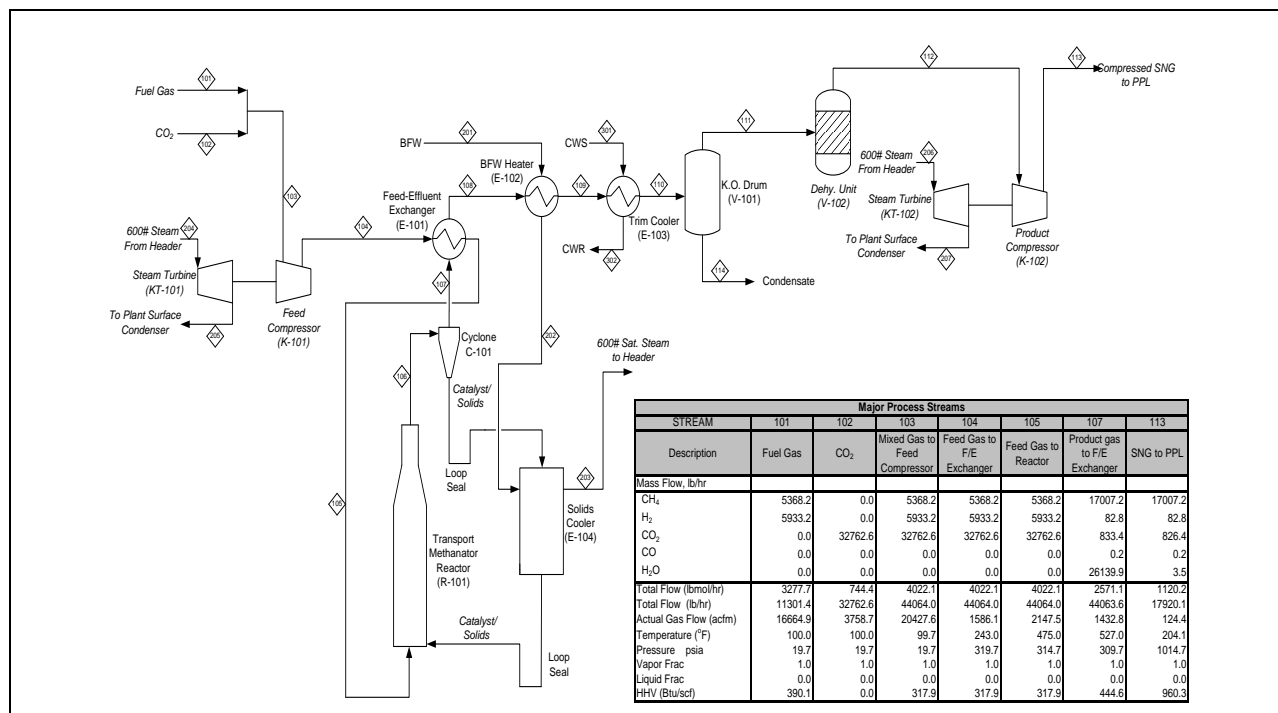 101
Fuel Gas
CO2
102
103
600# Steam
From Header
204
Steam Turbine
(KT-101)
To Plant Surface
Condenser
205
Feed
Compressor
(K-101)
104
105
106
107
Feed-Effluent
Exchanger
(E-101)
108
BFW
201
BFW Heater
(E-102)
109
CWS
301
Trim Cooler
(E-103)
CWR
302
110
K.O. Drum
(V-101)
111
114
Condensate
Dehy. Unit
(V-102)
112
113
Compressed SNG
to PPL
600# Steam
From Header
206
Steam Turbine
(KT-102)
To Plant Surface
Condenser
207
Product
Compressor
(K-102)
202
Cyclone
C-101
Catalyst/
Solids
Loop
Seal
600# Sat. Steam
to Header
203
Solids
Cooler
(E-104)
Transport
Methanator
Reactor
(R-101)
Catalyst/
Solids
Loop
Seal
Major Process Streams
STREAM 101 102 103 104 105 107 113
Description Fuel Gas CO2 Mixed Gas to Feed Compressor Feed Gas to F/E Exchanger Feed Gas to Reactor Product gas to F/E Exchanger SNG to PPL
Mass Flow, lb/hr
CH4 5368.2 0.0 5368.2 5368.2 5368.2 17007.2 17007.2
H2 5933.2 0.0 5933.2 5933.2 5933.2 82.8 82.8
CO2 0.0 32762.6 32762.6 32762.6 32762.6 833.4 826.4
CO 0.0 0.0 0.0 0.0 0.0 0.2 0.2
H2O 0.0 0.0 0.0 0.0 0.0 26139.9 3.5
Total Flow (lbmol/hr) 3277.7 744.4 4022.1 4022.1 4022.1 2571.1 1120.2
Total Flow (lb/hr) 11301.4 32762.6 44064.0 44064.0 44064.0 44063.6 17920.1
Actual Gas Flow (acfm) 16664.9 3758.7 20427.6 1586.1 2147.5 1432.8 124.4
Temperature (°F) 100.0 100.0 99.7 243.0 475.0 527.0 204.1
Pressure psia 19.7 19.7 19.7 319.7 314.7 309.7 1014.7
Vapor Frac 1.0 1.0 1.0 1.0 1.0 1.0 1.0
Liquid Frac 0.0 0.0 0.0 0.0 0.0 0.0 0.0
HHV (Btu/scf) 390.1 0.0 317.9 317.9 317.9 444.6 960.3